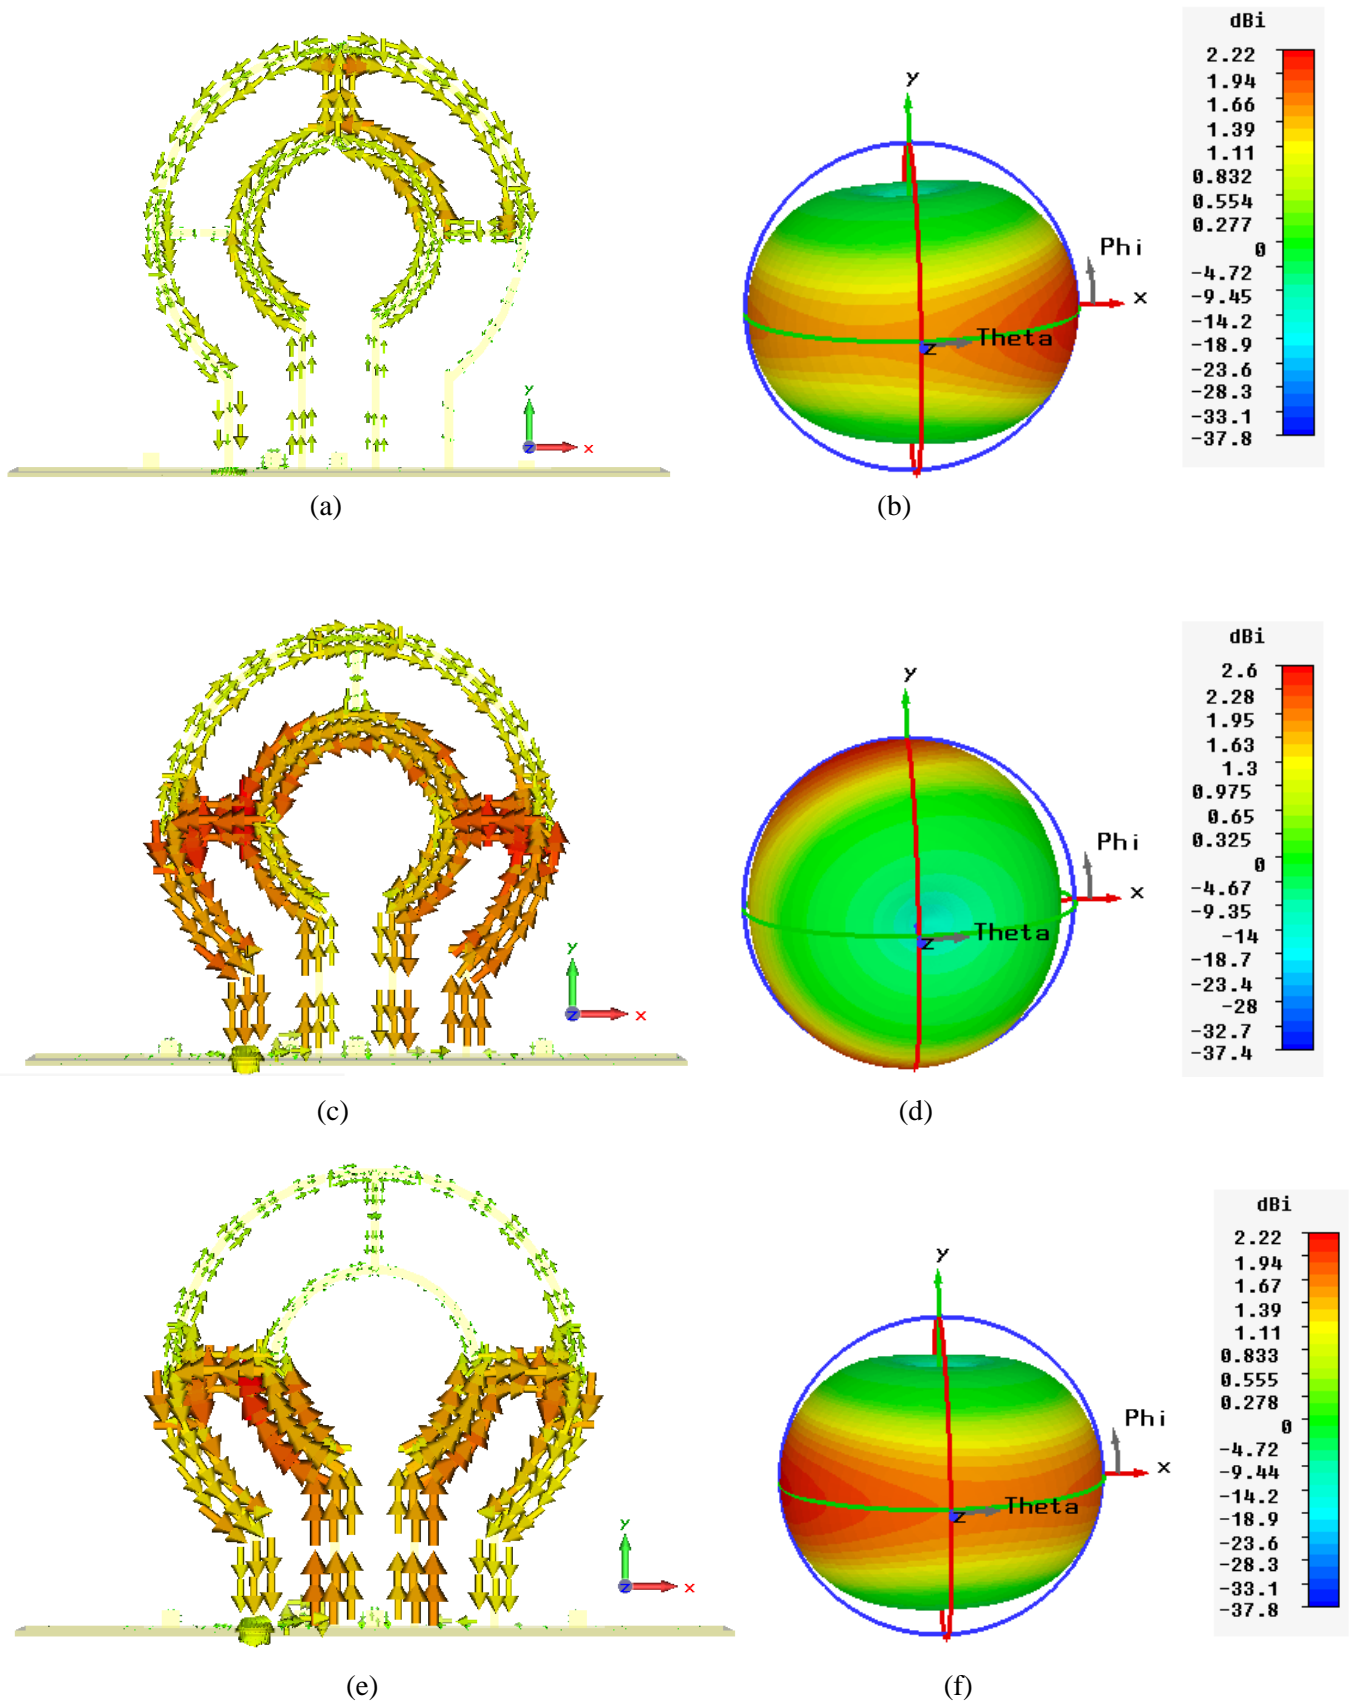 y
z
x
(a)
y
Phi
x
Theta
z
(b)
dBi
2.22
1.94
1.66
1.39
1.11
0.832
0.554
0.277
0
-4.72
-9.45
-14.2
-18.9
-23.6
-28.3
-33.1
-37.8
y
z
x
(c)
y
Phi
x
Theta
z
(d)
dBi
2.6
2.28
1.95
1.63
1.3
0.975
0.65
0.325
0
-4.67
-9.35
-14
-18.7
-23.4
-28
-32.7
-37.4
y
z
x
(e)
y
Phi
x
Theta
z
(f)
dBi
2.22
1.94
1.67
1.39
1.11
0.833
0.555
0.278
0
-4.72
-9.44
-14.2
-18.9
-23.6
-28.3
-33.1
-37.8